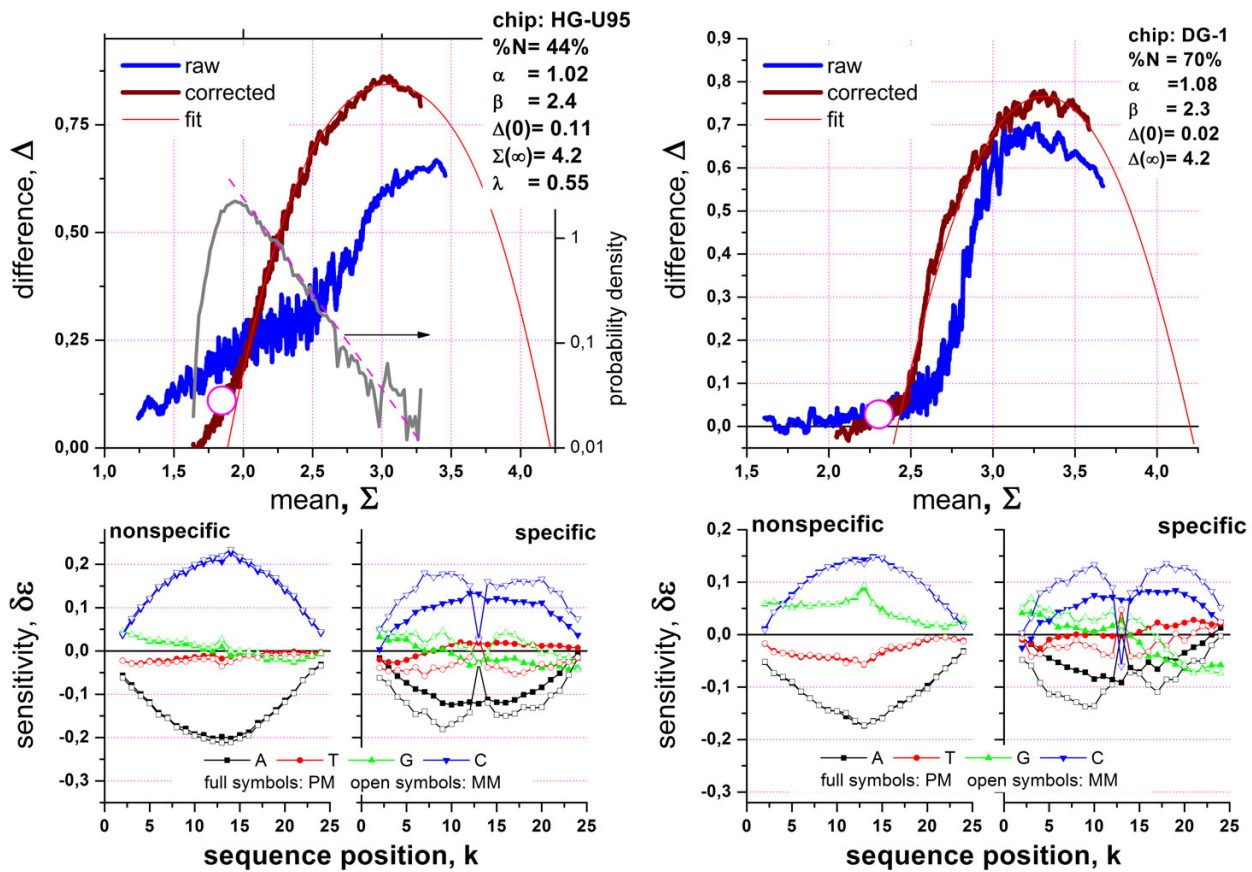 chip: HG-U95
%N= 44%
α = 1.02
β = 2.4
Δ(0)= 0.11
Σ(∞)= 4.2
λ = 0.55
raw
corrected
fit
difference, Δ
0,75
0,50
0,25
0,00
1
0,1
0,01
probability density
1,0 1,5 2,0 2,5 3,0 3,5 4,0
mean, Σ
chip: DG-1
%N = 70%
α =1.08
β = 2.3
Δ(0)= 0.02
Δ(∞)= 4.2
raw
corrected
fit
difference, Δ
0,9
0,8
0,7
0,6
0,5
0,4
0,3
0,2
0,1
0,0
1,5 2,0 2,5 3,0 3,5 4,0
mean, Σ
nonspecific specific
sensitivity, δε
0,2
0,1
0,0
-0,1
-0,2
-0,3
A T G C
full symbols: PM open symbols: MM
0 5 10 15 20 0 5 10 15 20 25
sequence position, k
nonspecific specific
sensitivity, δε
0,2
0,1
0,0
-0,1
-0,2
-0,3
A T G C
full symbols: PM open symbols: MM
0 5 10 15 20 0 5 10 15 20 25
sequence position, k